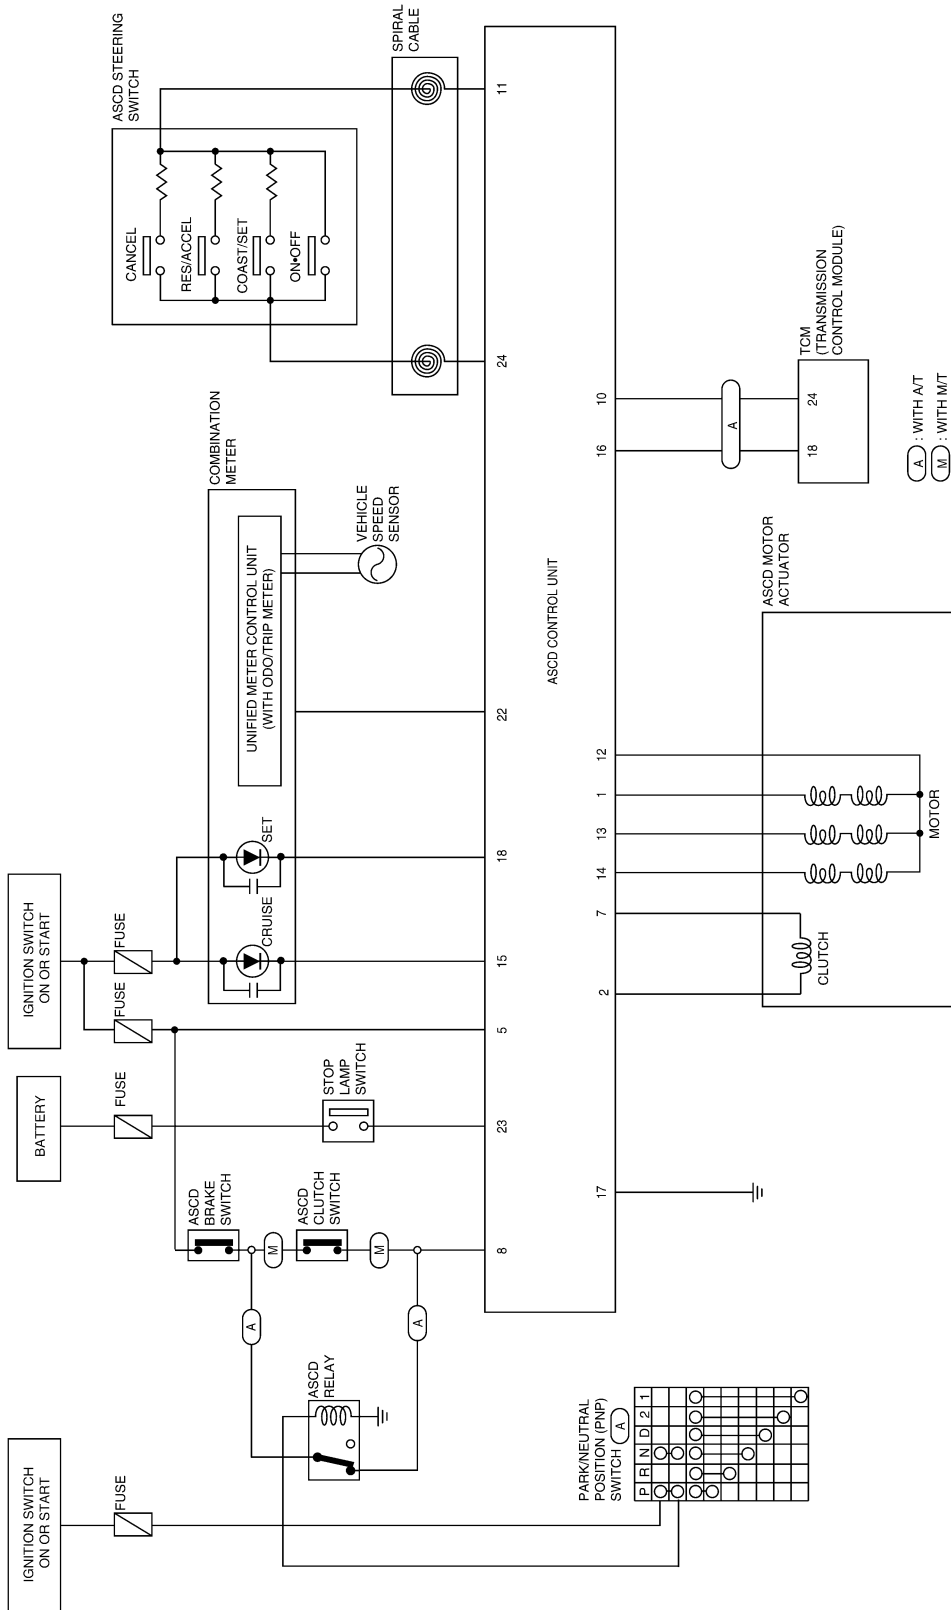 IGNITION SWITCH
ON OR START
FUSE
BATTERY
FUSE
IGNITION SWITCH
ON OR START
FUSE
FUSE
COMBINATION
METER
CRUISE
SET
UNIFIED METER CONTROL UNIT
(WITH ODO/TRIP METER)
VEHICLE
SPEED
SENSOR
ASCD STEERING
SWITCH
CANCEL
RES/ACCEL
COAST/SET
ON•OFF
SPIRAL
CABLE
ASCD
BRAKE
SWITCH
M
ASCD
CLUTCH
SWITCH
M
A
A
ASCD
RELAY
STOP
LAMP
SWITCH
8
23
5
15
18
22
24
11
ASCD CONTROL UNIT
17
2
7
14
13
1
12
16
10
PARK/NEUTRAL
POSITION (PNP)
SWITCH
A
P
R
N
D
2
1
CLUTCH
MOTOR
ASCD MOTOR
ACTUATOR
A
18
24
TCM
(TRANSMISSION
CONTROL MODULE)
A : WITH A/T
M : WITH M/T